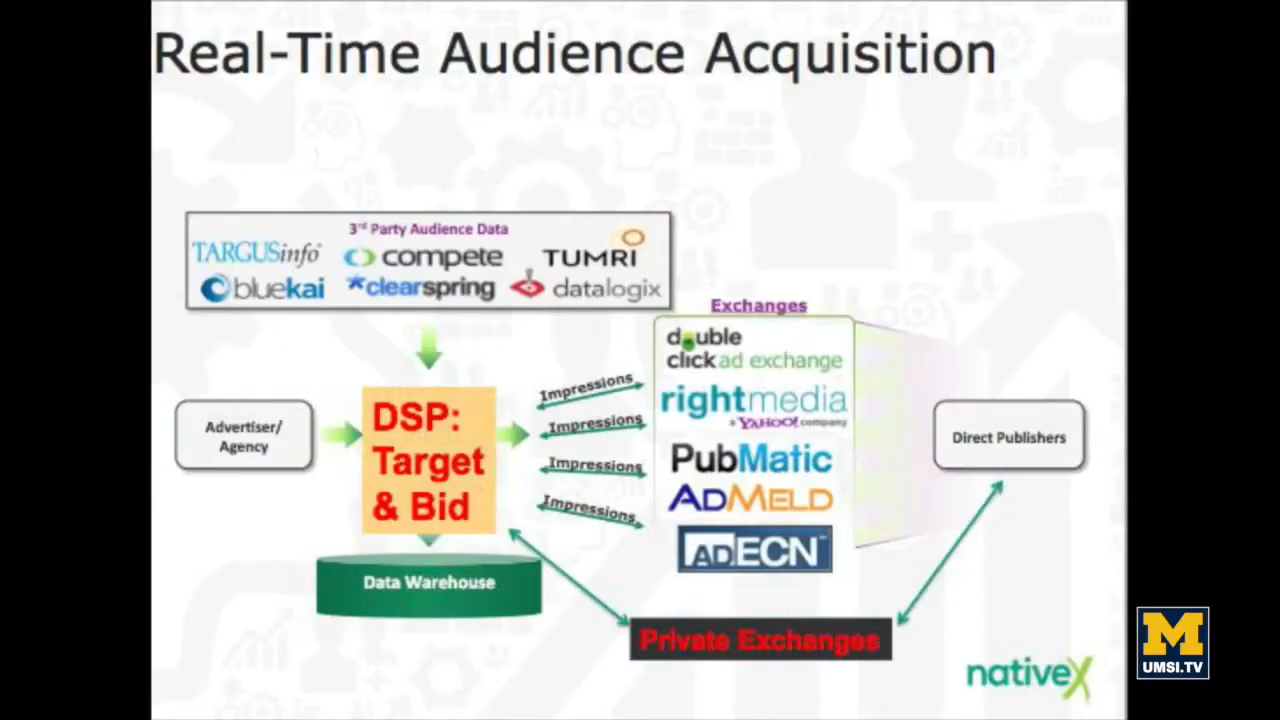 Real-Time Audience Acquisition
3rd Party Audience Data
TARGUSinfo
compete
TUMRI
bluekai
clearspring
datalogix
Exchanges
double
click ad exchange
rightmedia
a YAHOO! company
PubMatic
ADMELD
AD ECN
Advertiser/
Agency
DSP:
Target
& Bid
Impressions
Impressions
Impressions
Impressions
Direct Publishers
Data Warehouse
Private Exchanges
nativeX
M
UMSI.TV